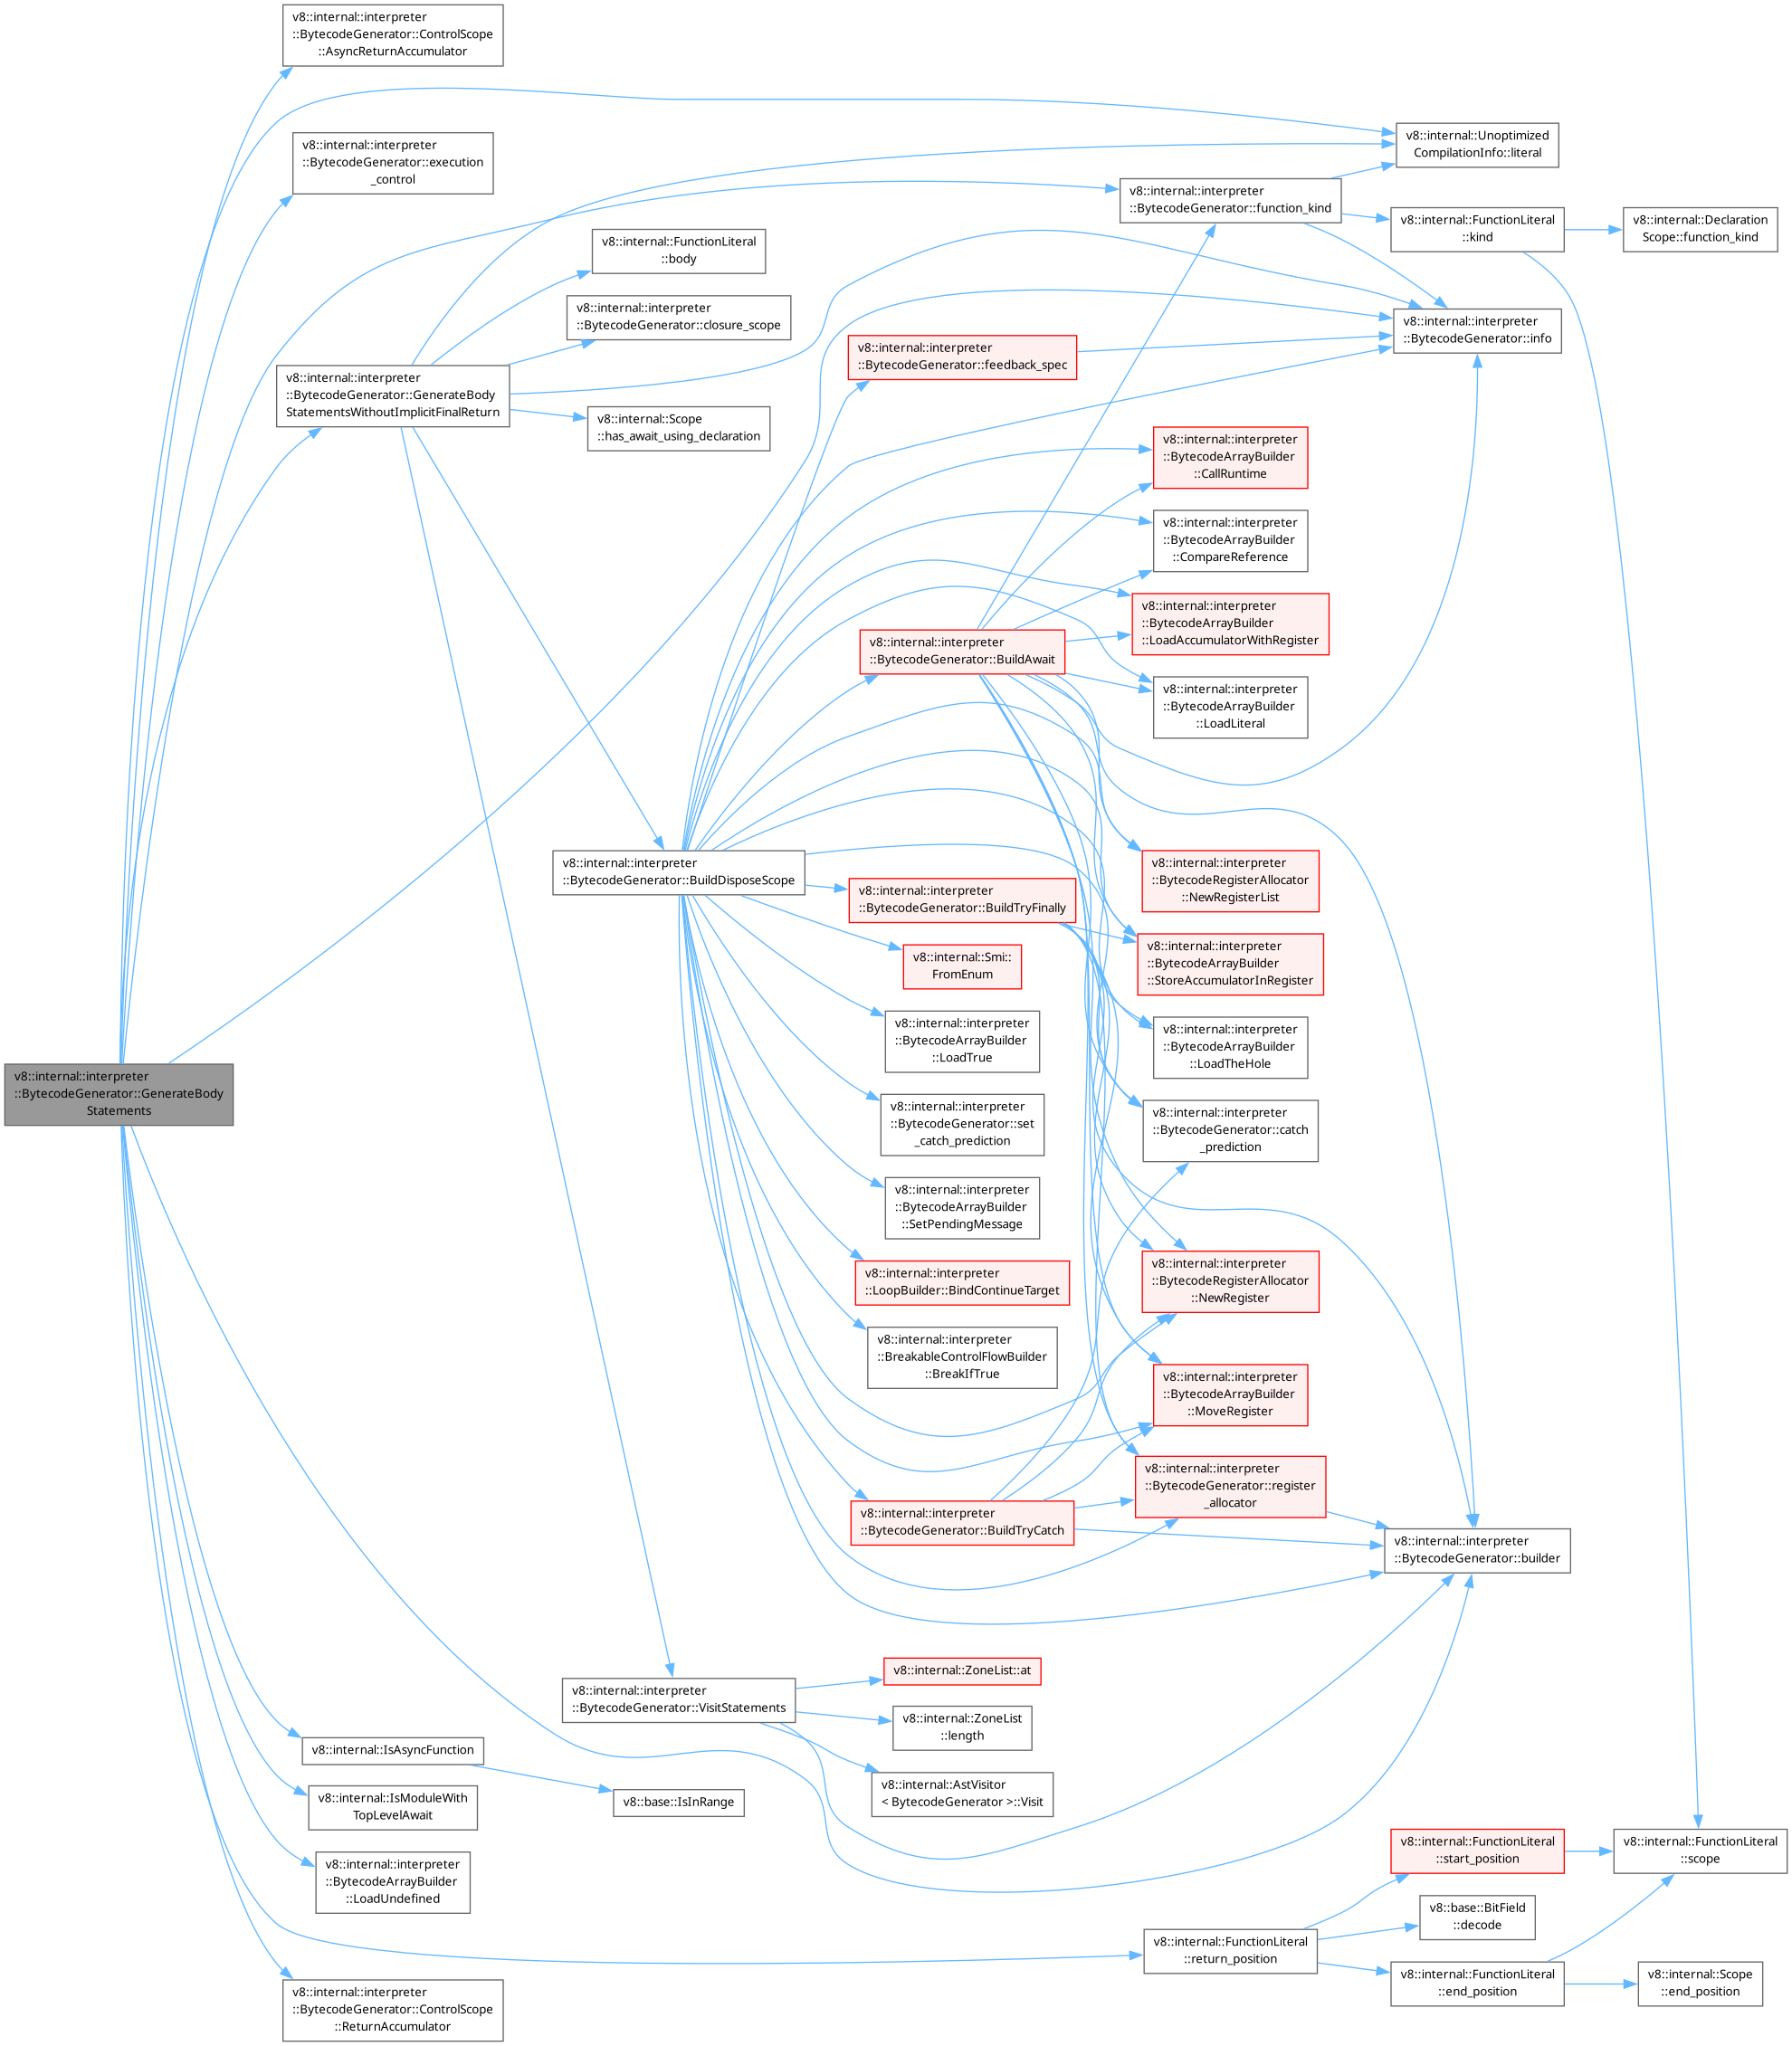 v8::internal::interpreter
::BytecodeGenerator::ControlScope
::AsyncReturnAccumulator
v8::internal::interpreter
::BytecodeGenerator::execution
_control
v8::internal::FunctionLiteral
::body
v8::internal::interpreter
::BytecodeGenerator::closure_scope
v8::internal::interpreter
::BytecodeGenerator::GenerateBody
StatementsWithoutImplicitFinalReturn
v8::internal::Scope
::has_await_using_declaration
v8::internal::Unoptimized
CompilationInfo::literal
v8::internal::interpreter
::BytecodeGenerator::function_kind
v8::internal::FunctionLiteral
::kind
v8::internal::Declaration
Scope::function_kind
v8::internal::interpreter
::BytecodeGenerator::info
v8::internal::interpreter
::BytecodeGenerator::feedback_spec
v8::internal::interpreter
::BytecodeArrayBuilder
::CallRuntime
v8::internal::interpreter
::BytecodeArrayBuilder
::CompareReference
v8::internal::interpreter
::BytecodeArrayBuilder
::LoadAccumulatorWithRegister
v8::internal::interpreter
::BytecodeGenerator::BuildAwait
v8::internal::interpreter
::BytecodeArrayBuilder
::LoadLiteral
v8::internal::interpreter
::BytecodeGenerator::BuildDisposeScope
v8::internal::interpreter
::BytecodeGenerator::BuildTryFinally
v8::internal::interpreter
::BytecodeRegisterAllocator
::NewRegisterList
v8::internal::Smi::
FromEnum
v8::internal::interpreter
::BytecodeArrayBuilder
::StoreAccumulatorInRegister
v8::internal::interpreter
::BytecodeArrayBuilder
::LoadTrue
v8::internal::interpreter
::BytecodeArrayBuilder
::LoadTheHole
v8::internal::interpreter
::BytecodeGenerator::GenerateBody
Statements
v8::internal::interpreter
::BytecodeGenerator::set
_catch_prediction
v8::internal::interpreter
::BytecodeGenerator::catch
_prediction
v8::internal::interpreter
::BytecodeArrayBuilder
::SetPendingMessage
v8::internal::interpreter
::LoopBuilder::BindContinueTarget
v8::internal::interpreter
::BytecodeRegisterAllocator
::NewRegister
v8::internal::interpreter
::BreakableControlFlowBuilder
::BreakIfTrue
v8::internal::interpreter
::BytecodeArrayBuilder
::MoveRegister
v8::internal::interpreter
::BytecodeGenerator::BuildTryCatch
v8::internal::interpreter
::BytecodeGenerator::register
_allocator
v8::internal::interpreter
::BytecodeGenerator::builder
v8::internal::interpreter
::BytecodeGenerator::VisitStatements
v8::internal::ZoneList::at
v8::internal::ZoneList
::length
v8::internal::AstVisitor
< BytecodeGenerator >::Visit
v8::internal::IsAsyncFunction
v8::base::IsInRange
v8::internal::IsModuleWith
TopLevelAwait
v8::internal::interpreter
::BytecodeArrayBuilder
::LoadUndefined
v8::internal::interpreter
::BytecodeGenerator::ControlScope
::ReturnAccumulator
v8::internal::FunctionLiteral
::return_position
v8::internal::FunctionLiteral
::start_position
v8::internal::FunctionLiteral
::scope
v8::base::BitField
::decode
v8::internal::FunctionLiteral
::end_position
v8::internal::Scope
::end_position